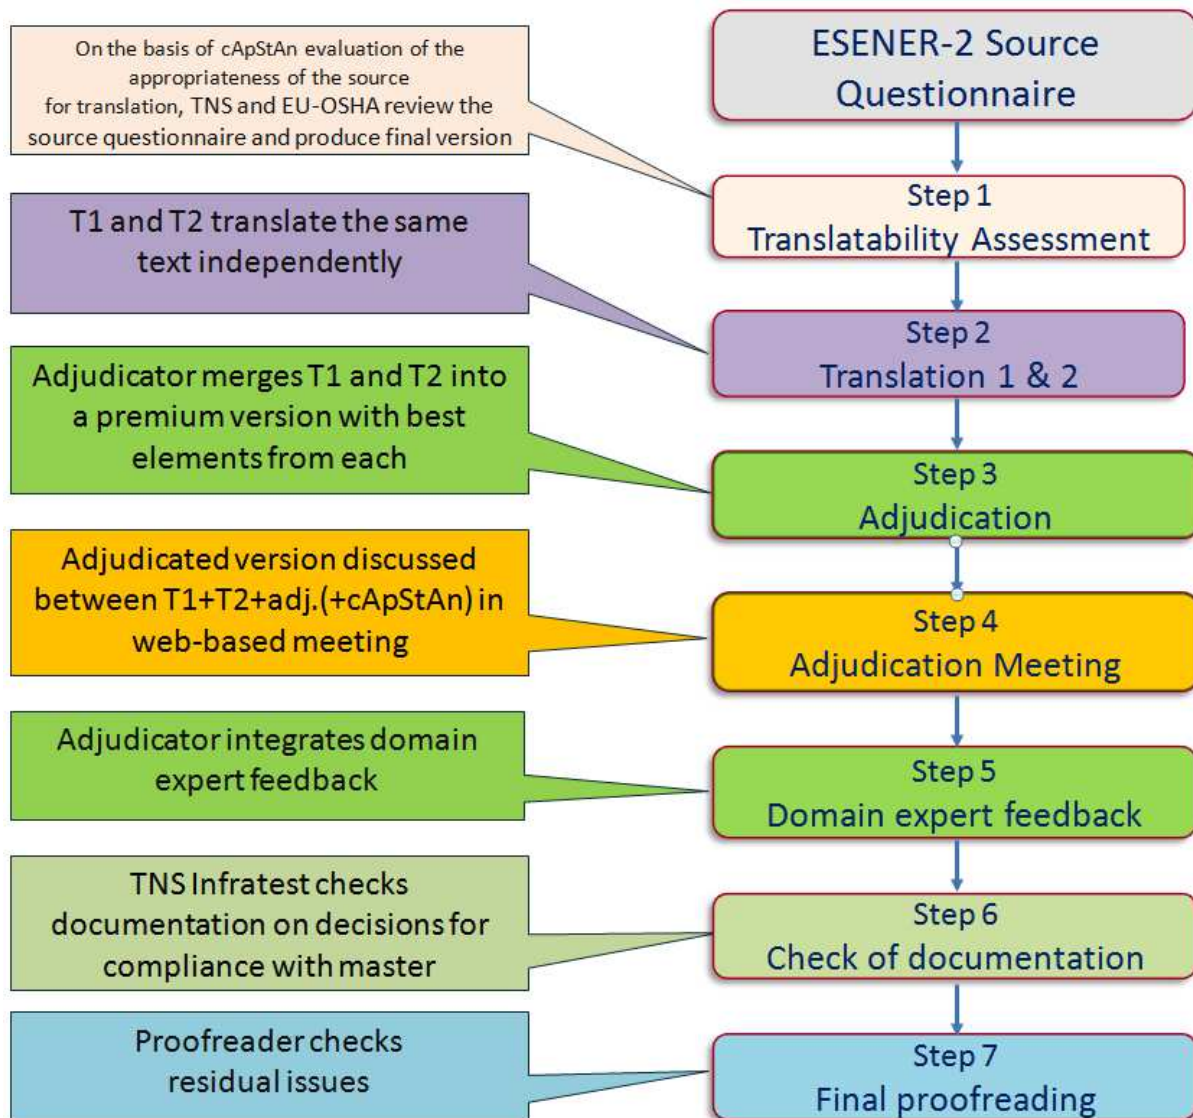 ESENER-2 Source
Questionnaire
On the basis of cApStAn evaluation of the
appropriateness of the source
for translation, TNS and EU-OSHA review the
source questionnaire and produce final version
Step 1
Translatability Assessment
T1 and T2 translate the same
text independently
Step 2
Translation 1 & 2
Adjudicator merges T1 and T2 into
a premium version with best
elements from each
Step 3
Adjudication
Adjudicated version discussed
between T1+T2+adj.(+cApStAn) in
web-based meeting
Step 4
Adjudication Meeting
Adjudicator integrates domain
expert feedback
Step 5
Domain expert feedback
TNS Infratest checks
documentation on decisions for
compliance with master
Step 6
Check of documentation
Proofreader checks
residual issues
Step 7
Final proofreading